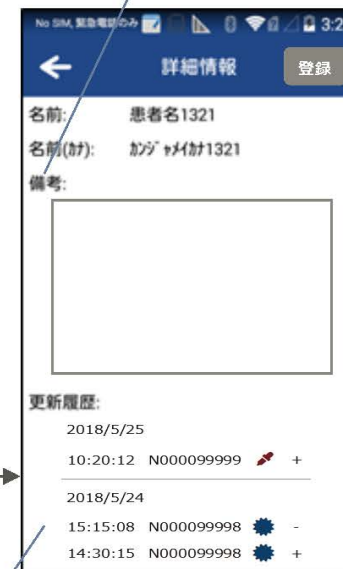 No SIM, 緊急電話のみ 3:2
詳細情報 登録
名前: 患者名1321
名前(カナ): カンジャメイカナ1321
備考:
更新履歴:
2018/5/25
10:20:12 N000099999 +
2018/5/24
15:15:08 N000099998 -
14:30:15 N000099998 +